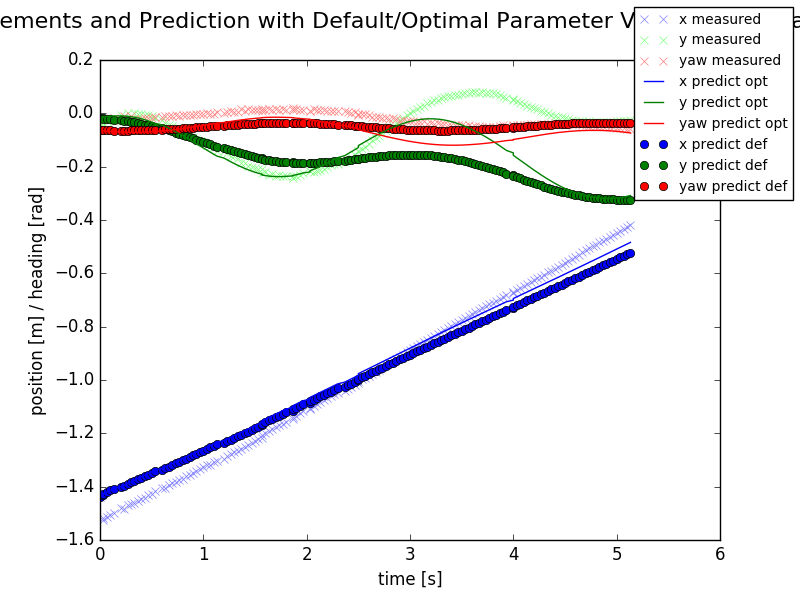 ements and Prediction with Default/Optimal Parameter V
x measured
y measured
yaw measured
x predict opt
y predict opt
yaw predict opt
x predict def
y predict def
yaw predict def
position [m] / heading [rad]
0.2
0.0
−0.2
−0.4
−0.6
−0.8
−1.0
−1.2
−1.4
−1.6
0 1 2 3 4 5 6
time [s]